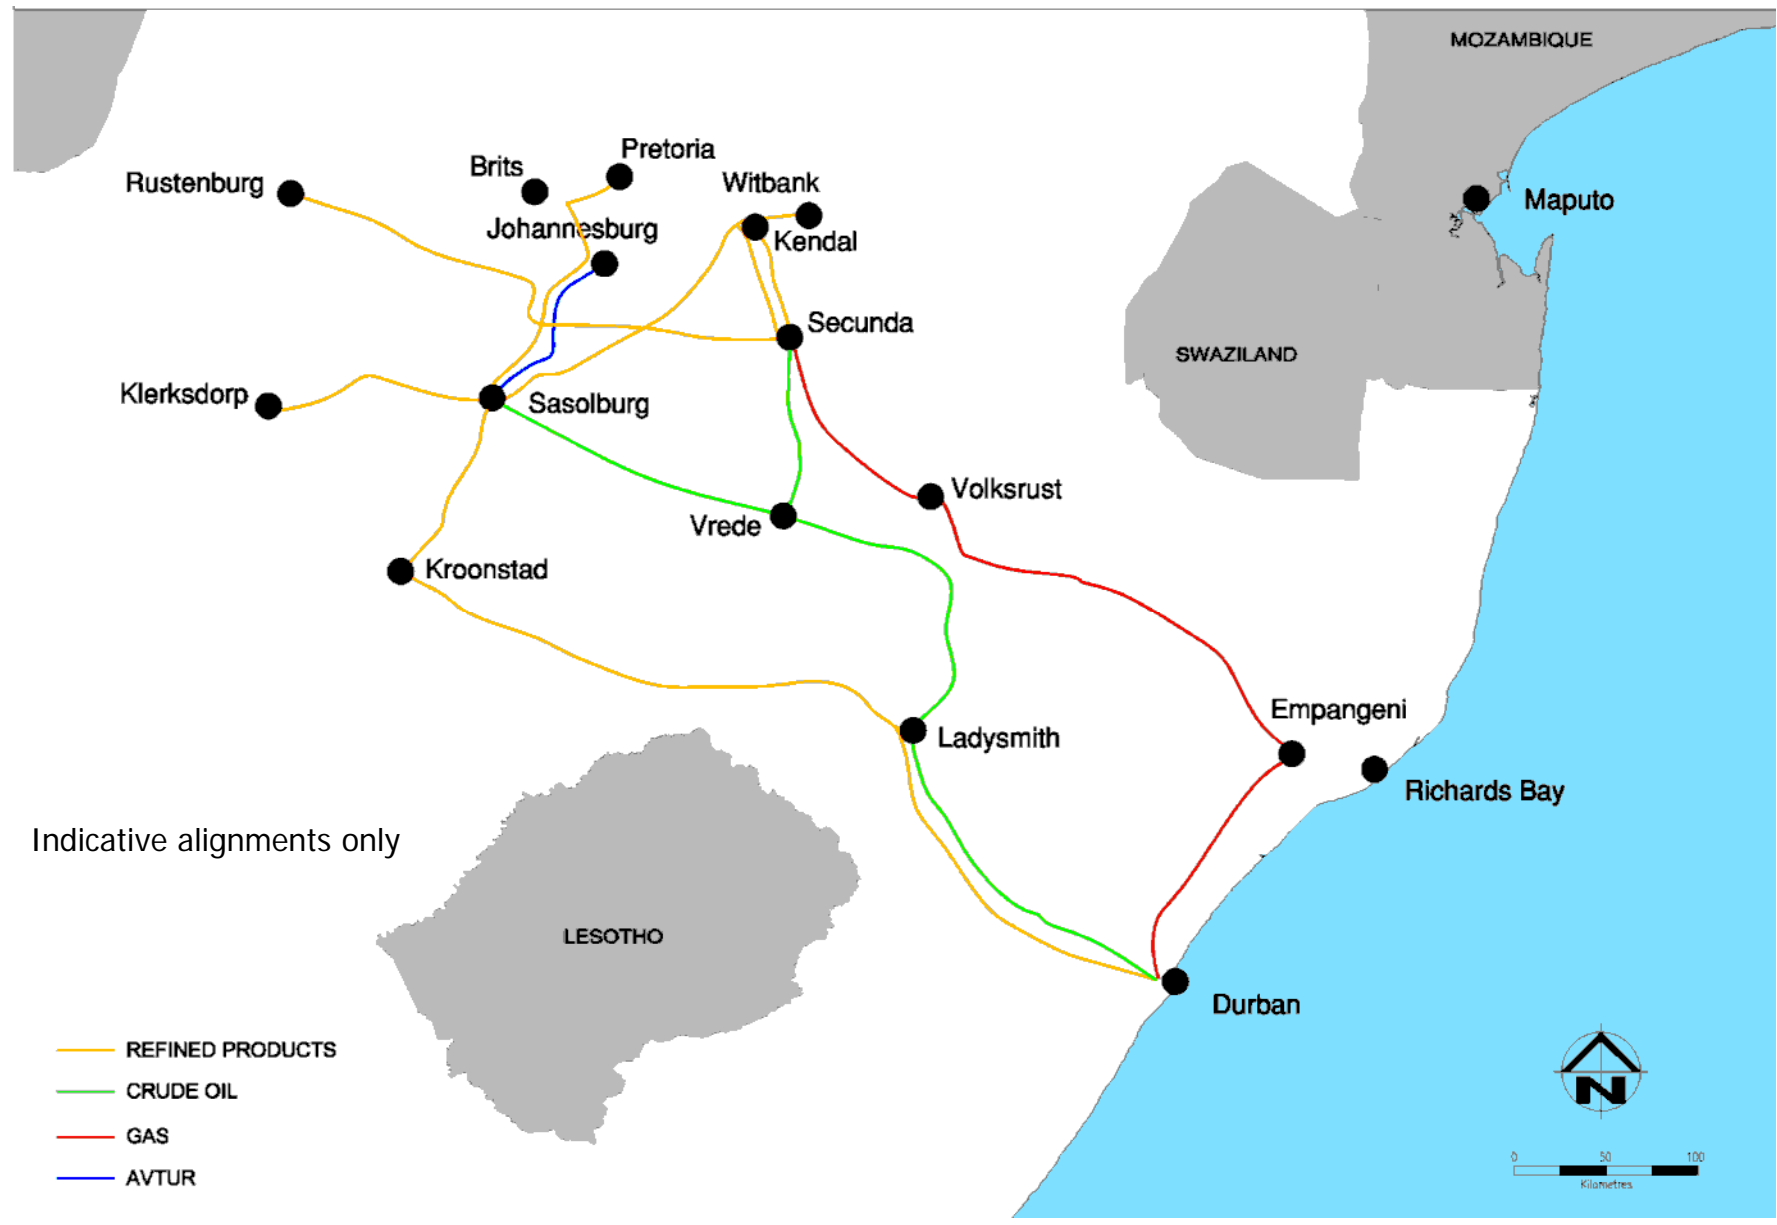 MOZAMBIQUE
Pretoria
Brits
Rustenburg
Witbank
Maputo
Johannesburg
Kendal
Secunda
SWAZILAND
Klerksdorp
Sasolburg
Volksrust
Vrede
Kroonstad
Empangeni
Ladysmith
Richards Bay
Indicative alignments only
LESOTHO
Durban
REFINED PRODUCTS
CRUDE OIL
GAS
AVTUR
N
0 50 100
Kilometres